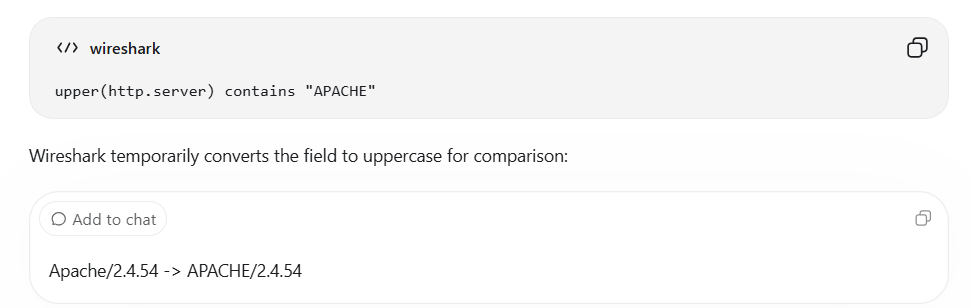 </> wireshark
upper(http.server) contains "APACHE"
Wireshark temporarily converts the field to uppercase for comparison:
Add to chat
Apache/2.4.54 -> APACHE/2.4.54